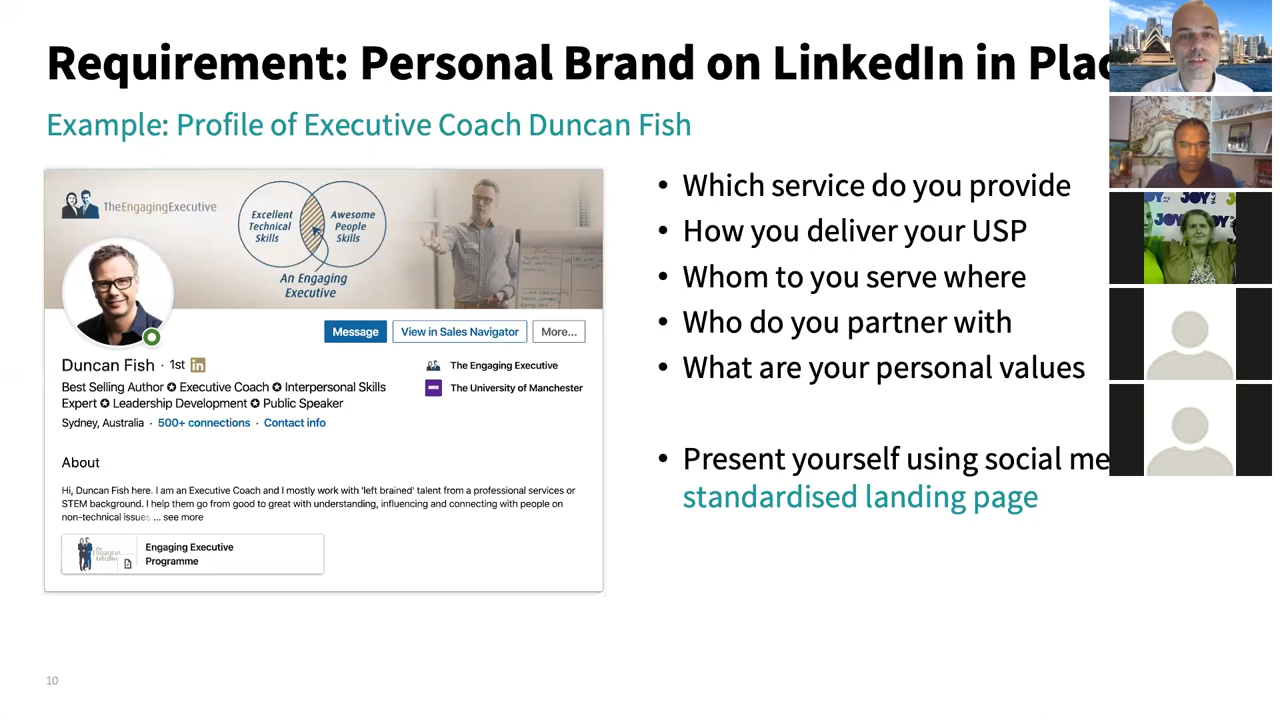 Requirement: Personal Brand on LinkedIn in Plac
Example: Profile of Executive Coach Duncan Fish
TheEngagingExecutive
Excellent
Technical
Skills
Awesome
People
Skills
An Engaging
Executive
Message
View in Sales Navigator
More...
Duncan Fish · 1st in
The Engaging Executive
The University of Manchester
Best Selling Author ✪ Executive Coach ✪ Interpersonal Skills
Expert ✪ Leadership Development ✪ Public Speaker
Sydney, Australia · 500+ connections · Contact info
About
Hi, Duncan Fish here. I am an Executive Coach and I mostly work with 'left brained' talent from a professional services or
STEM background. I help them go from good to great with understanding, influencing and connecting with people on
non-technical issues ... see more
Engaging Executive
Programme
• Which service do you provide
• How you deliver your USP
• Whom to you serve where
• Who do you partner with
• What are your personal values
• Present yourself using social me
standardised landing page
JOY
JOY
JOY
10